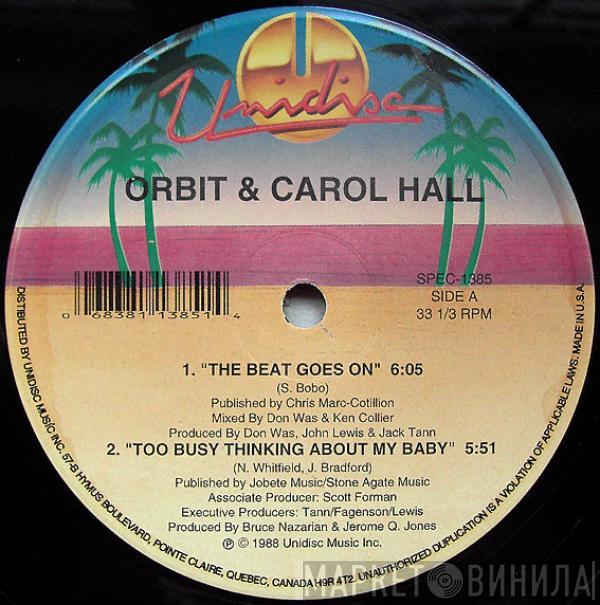 Unidisc
ORBIT & CAROL HALL
0 68381 13851 4
SPEC-1385
SIDE A
33 1/3 RPM
1. "THE BEAT GOES ON" 6:05
(S. Bobo)
Published by Chris Marc-Cotillion
Mixed By Don Was & Ken Collier
Produced By Don Was, John Lewis & Jack Tann
2. "TOO BUSY THINKING ABOUT MY BABY" 5:51
(N. Whitfield, J. Bradford)
Published by Jobete Music/Stone Agate Music
Associate Producer: Scott Forman
Executive Producers: Tann/Fagenson/Lewis
Produced By Bruce Nazarian & Jerome Q. Jones
℗ © 1988 Unidisc Music Inc.
DISTRIBUTED BY UNIDISC MUSIC INC. 57-B HYMUS BOULEVARD, POINTE CLAIRE, QUEBEC, CANADA H9R 4T2. UNAUTHORIZED DUPLICATION IS A VIOLATION OF APPLICABLE LAWS. MADE IN U.S.A.
МАРКЕТ ВИНИЛА